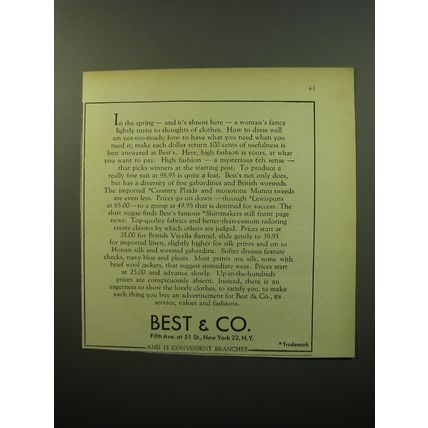 41
In the spring — and it's almost here — a woman's fancy
lightly turns to thoughts of clothes. How to dress well
on not-too-much; how to have what you need when you
need it; make each dollar return 100 cents of usefulness is
best answered at Best's. Here, high fashion is yours, at what
you want to pay. High fashion — a mysterious 6th sense —
that picks winners at the starting post. To produce a
really fine suit at 98.95 is quite a feat. Best's not only does,
but has a diversity of fine gabardines and British worsteds.
The imported *Country Plaids and monotone Munro tweeds
are even less. Prices go on down — through *Lewispuns
at 65.00 — to a group at 49.95 that is destined for success. The
shirt vogue finds Best's famous *Shirtmakers still front page
news. Top-quality fabrics and better-than-custom tailoring
create classics by which others are judged. Prices start at
35.00 for British Viyella flannel, slide gently to 39.95
for imported linen, slightly higher for silk prints and on to
Honan silk and worsted gabardine. Softer dresses feature
checks, navy blue and pleats. Most prints are silk, some with
brief wool jackets, that suggest immediate wear. Prices start
at 25.00 and advance slowly. Up-in-the-hundreds
prices are conspicuously absent. Instead, there is an
eagerness to show the lovely clothes, to satisfy you, to make
each thing you buy an advertisement for Best & Co., its
service, values and fashions.
BEST & CO.
Fifth Ave. at 51 St., New York 22, N.Y.
*Trademark
AND 15 CONVENIENT BRANCHES